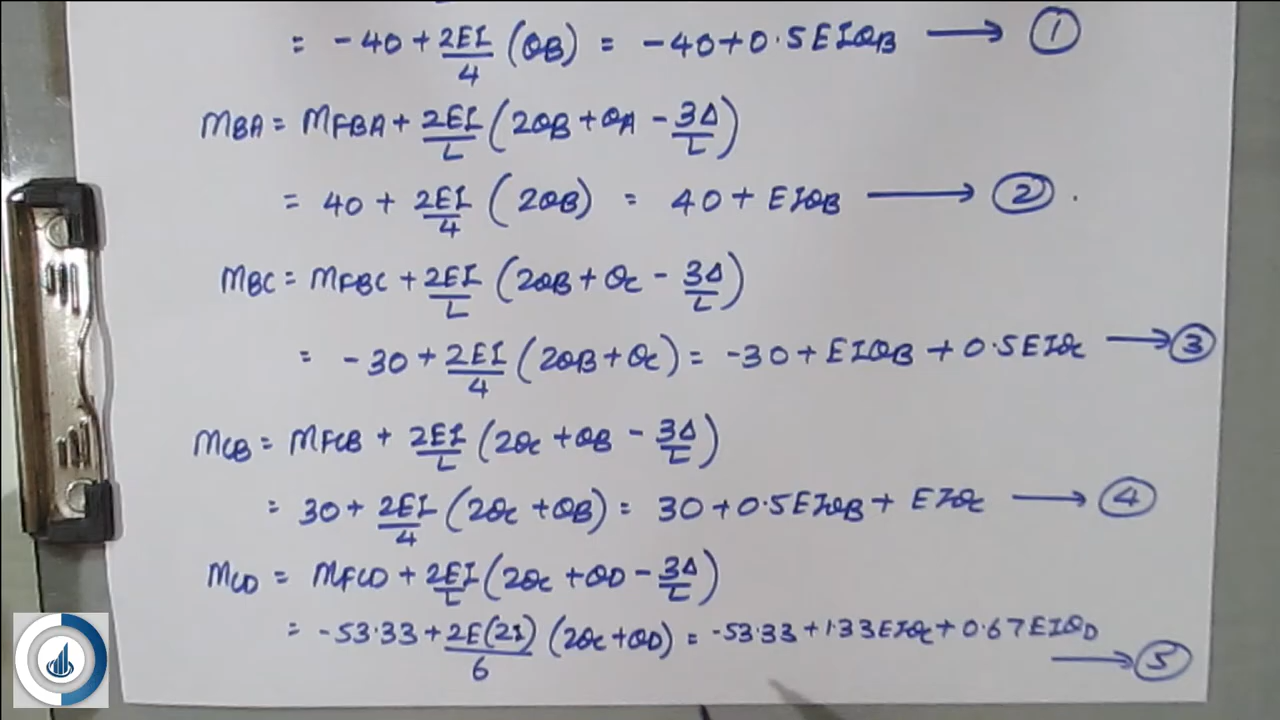 = -40 + 2EI/4 (θB) = -40+0.5EIθB → ①
MBA = MFBA + 2EI/L (2θB + θA - 3Δ/L)
= 40 + 2EI/4 (2θB) = 40 + EIθB → ② .
MBC = MFBC + 2EI/L (2θB + θC - 3Δ/L)
= -30 + 2EI/4 (2θB + θC) = -30 + EIθB + 0.5EIθC → ③
MCB = MFCB + 2EI/L (2θC + θB - 3Δ/L)
= 30 + 2EI/4 (2θC + θB) = 30 + 0.5EIθB + EIθC → ④
MCD = MFCD + 2EI/L (2θC + θD - 3Δ/L)
= -53.33 + 2E(2I)/6 (2θC + θD) = -53.33 + 1.33EIθC + 0.67EIθD
→ ⑤